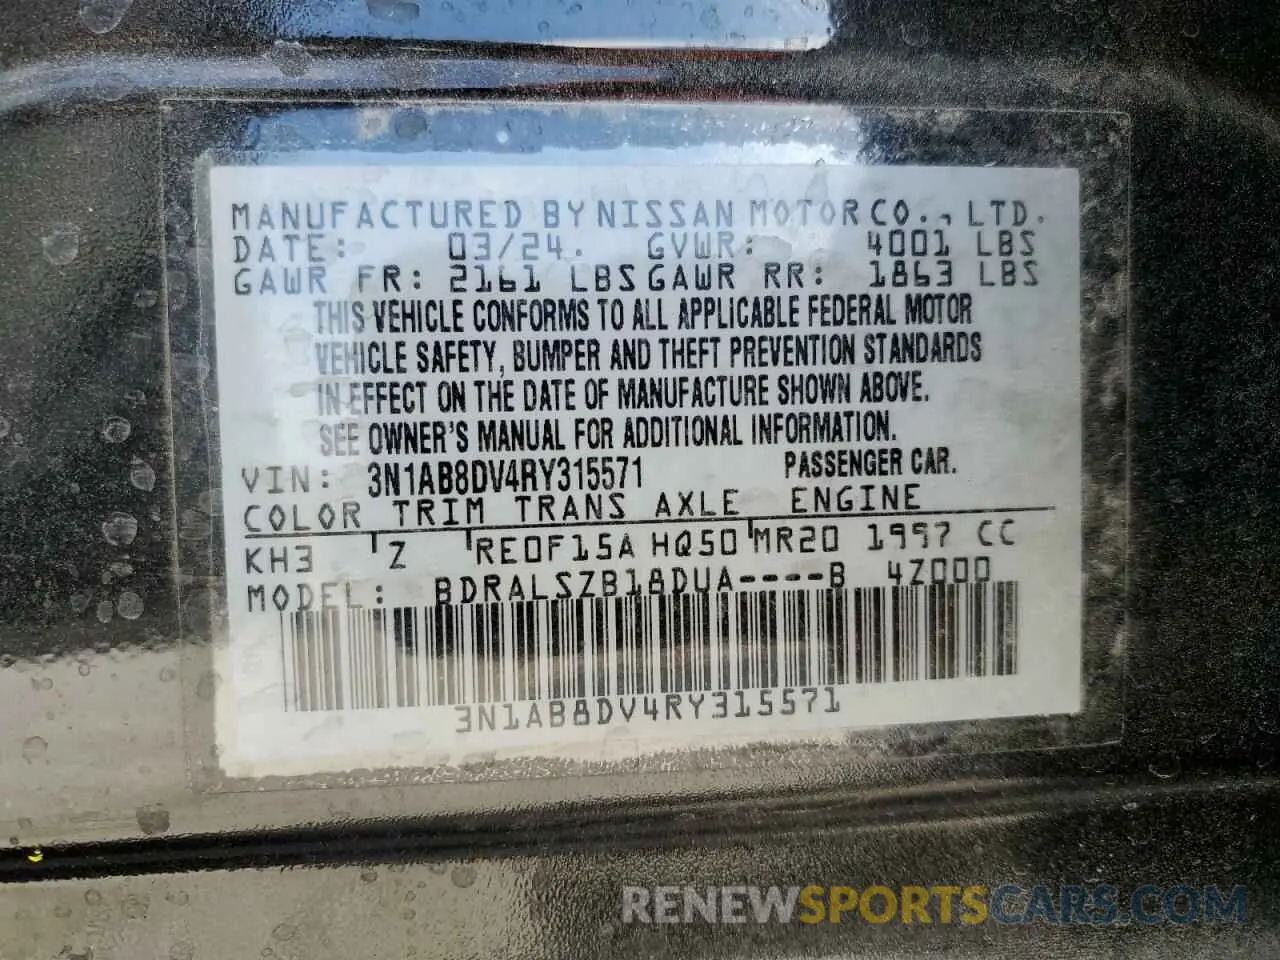 MANUFACTURED BY NISSAN MOTOR CO., LTD.
DATE: 03/24. GVWR: 4001 LBS
GAWR FR: 2161 LBS GAWR RR: 1863 LBS
THIS VEHICLE CONFORMS TO ALL APPLICABLE FEDERAL MOTOR
VEHICLE SAFETY, BUMPER AND THEFT PREVENTION STANDARDS
IN EFFECT ON THE DATE OF MANUFACTURE SHOWN ABOVE.
SEE OWNER'S MANUAL FOR ADDITIONAL INFORMATION.
VIN: 3N1AB8DV4RY315571 PASSENGER CAR.
COLOR TRIM TRANS AXLE ENGINE
KH3 Z RE0F15A HQ50 MR20 1997 CC
MODEL: BDRALSZB18DUA----B 4Z000
3N1AB8DV4RY315571
RENEWSPORTSCARS.COM